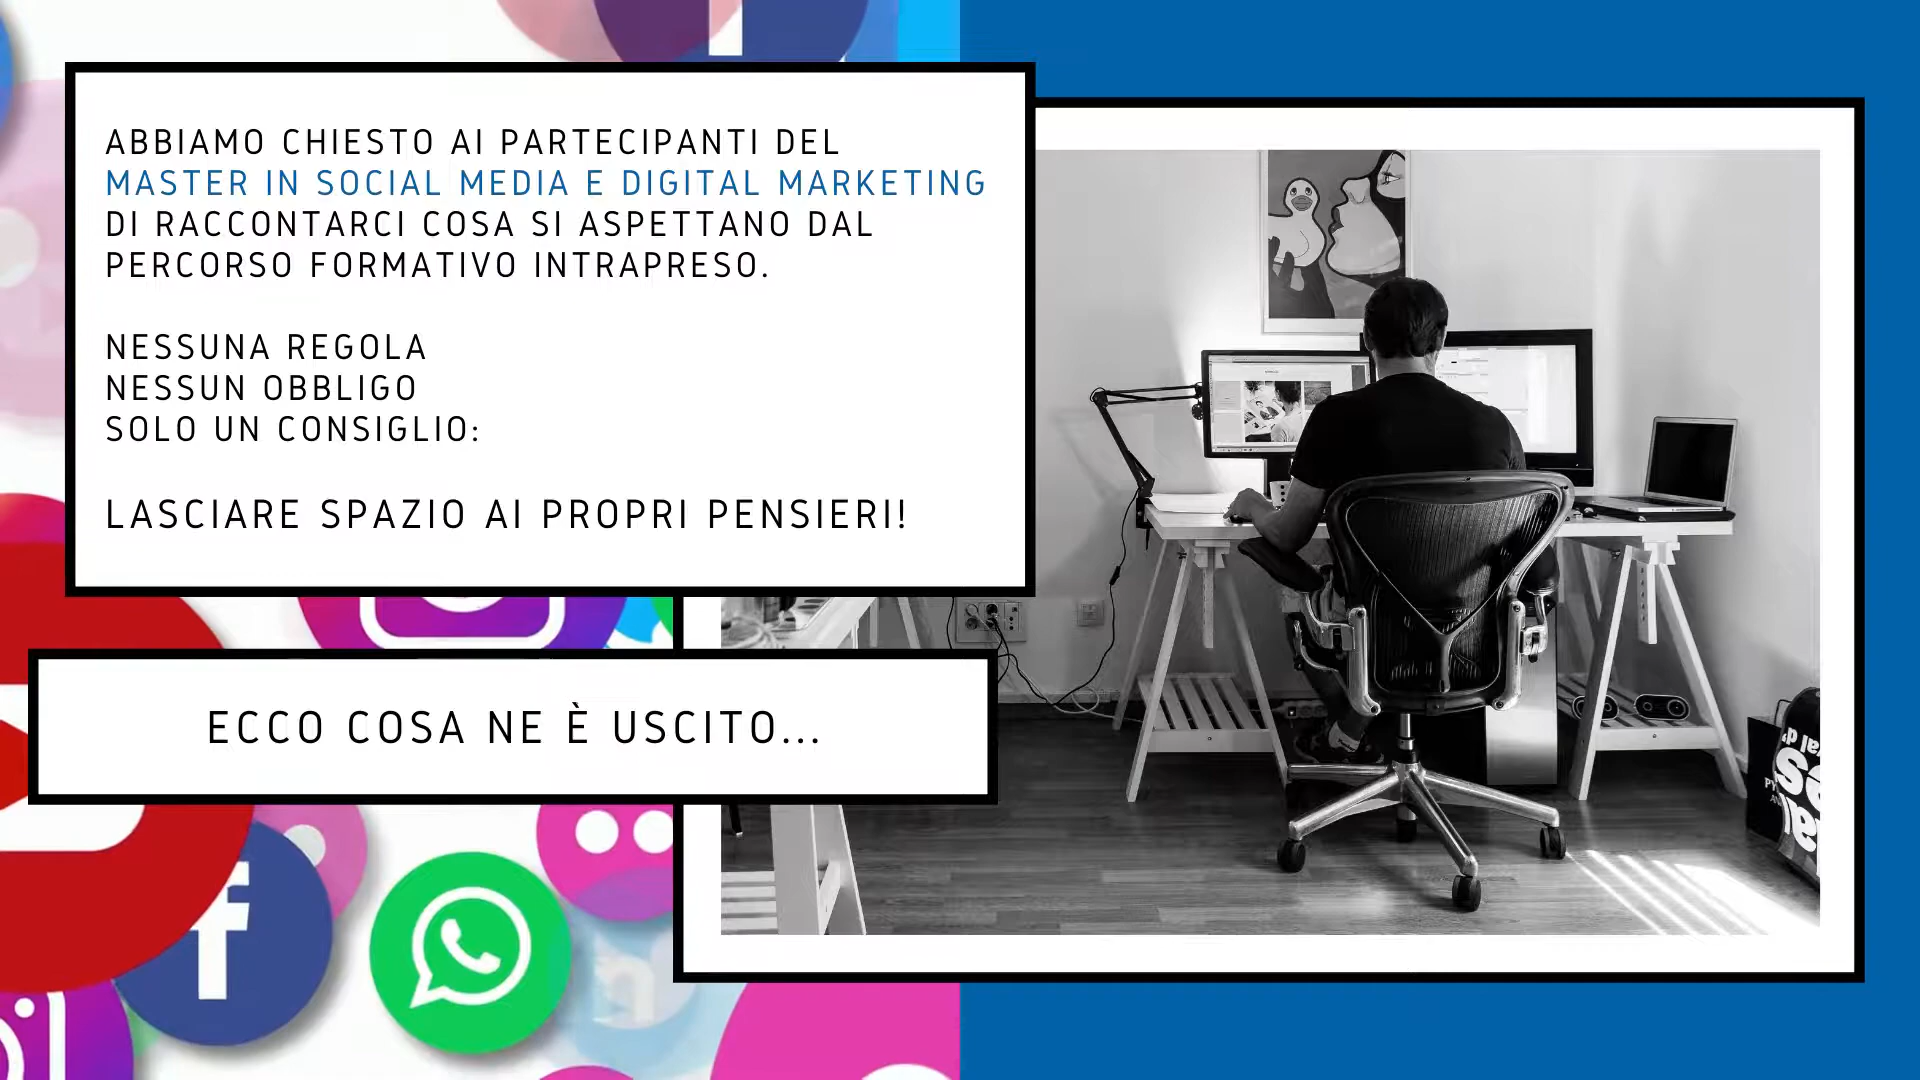 ABBIAMO CHIESTO AI PARTECIPANTI DEL
MASTER IN SOCIAL MEDIA E DIGITAL MARKETING
DI RACCONTARCI COSA SI ASPETTANO DAL
PERCORSO FORMATIVO INTRAPRESO.
NESSUNA REGOLA
NESSUN OBBLIGO
SOLO UN CONSIGLIO:
LASCIARE SPAZIO AI PROPRI PENSIERI!
ECCO COSA NE È USCITO...